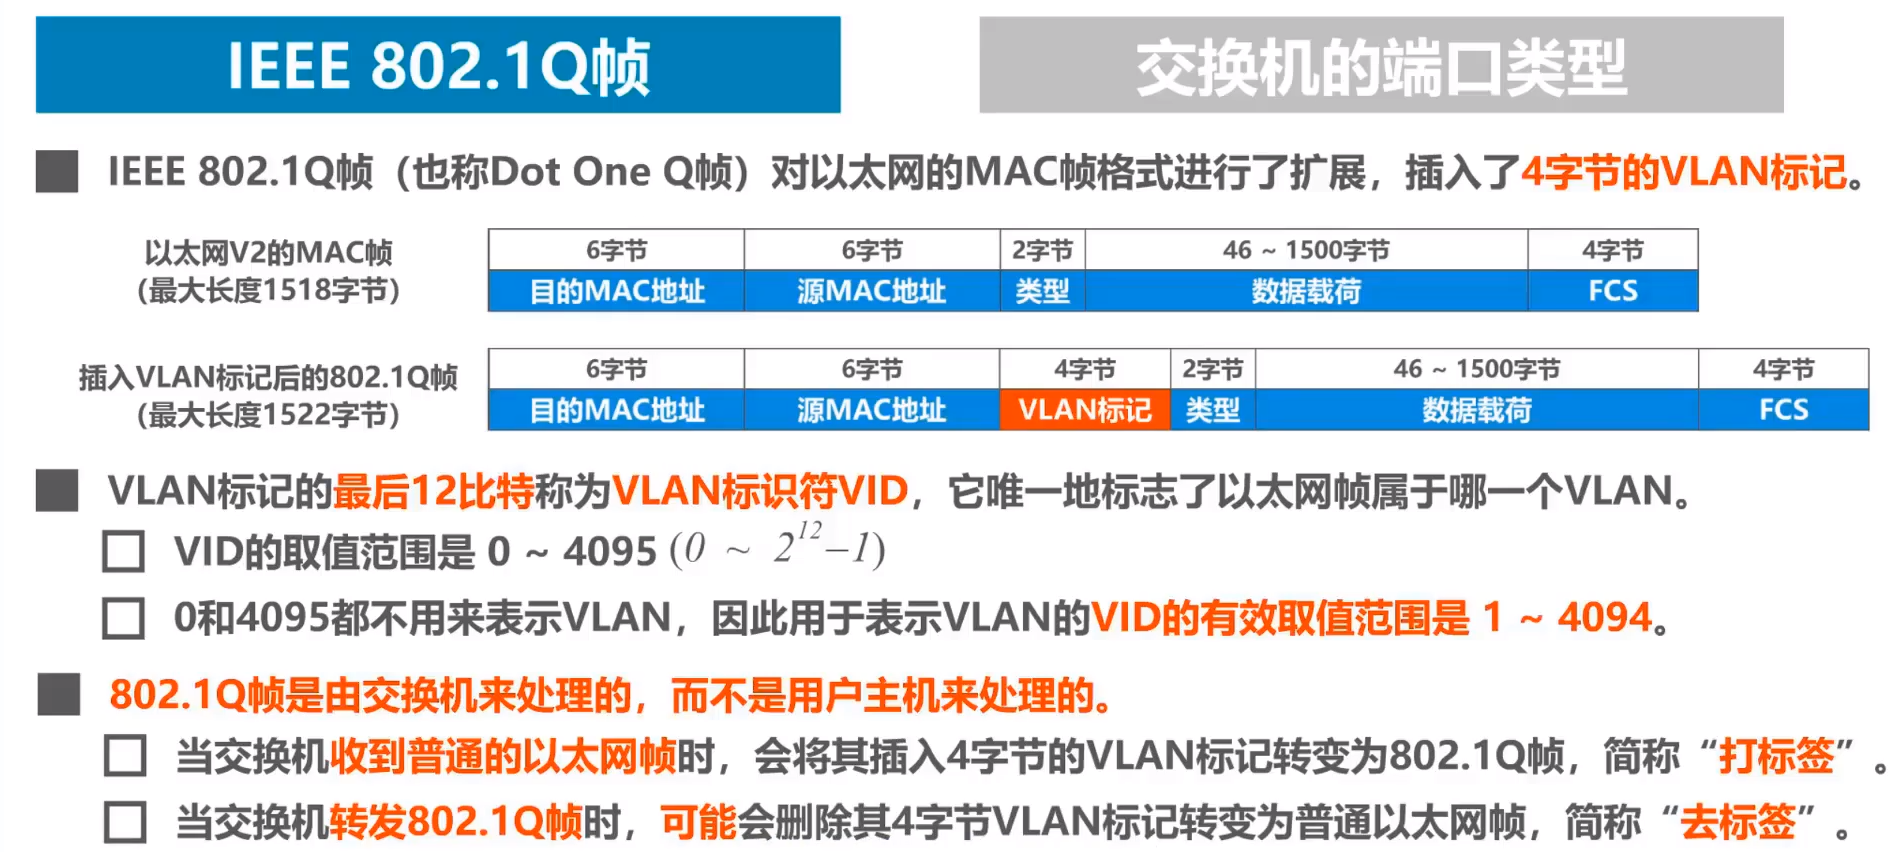 IEEE 802.1Q帧
交换机的端口类型
IEEE 802.1Q帧（也称Dot One Q帧）对以太网的MAC帧格式进行了扩展，插入了4字节的VLAN标记。
以太网V2的MAC帧
（最大长度1518字节）
6字节 6字节 2字节 46 ~ 1500字节 4字节
目的MAC地址 源MAC地址 类型 数据载荷 FCS
插入VLAN标记后的802.1Q帧
（最大长度1522字节）
6字节 6字节 4字节 2字节 46 ~ 1500字节 4字节
目的MAC地址 源MAC地址 VLAN标记 类型 数据载荷 FCS
VLAN标记的最后12比特称为VLAN标识符VID，它唯一地标志了以太网帧属于哪一个VLAN。
VID的取值范围是 0 ~ 4095 (0 ~ 2^12−1)
0和4095都不用来表示VLAN，因此用于表示VLAN的VID的有效取值范围是 1 ~ 4094。
802.1Q帧是由交换机来处理的，而不是用户主机来处理的。
当交换机收到普通的以太网帧时，会将其插入4字节的VLAN标记转变为802.1Q帧，简称“打标签”。
当交换机转发802.1Q帧时，可能会删除其4字节VLAN标记转变为普通以太网帧，简称“去标签”。